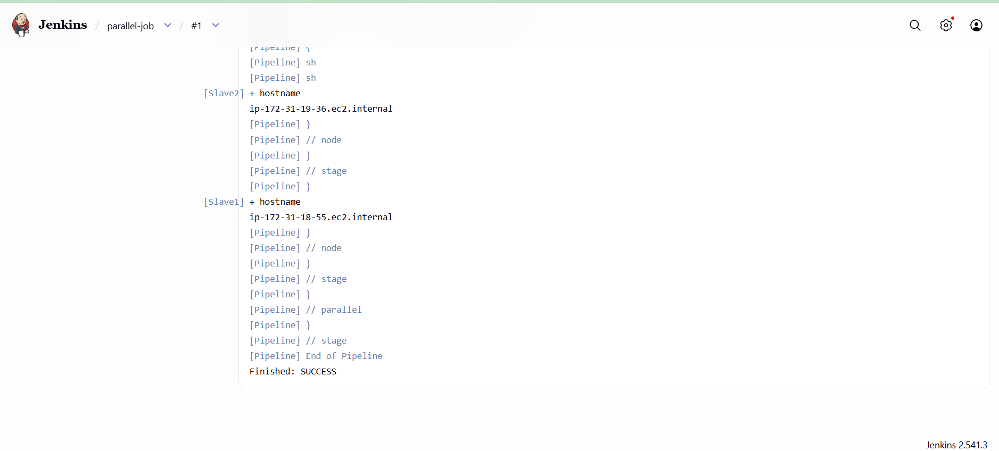 Jenkins / parallel-job / #1
[Pipeline] {
[Pipeline] sh
[Pipeline] sh
[Slave2] + hostname
ip-172-31-19-36.ec2.internal
[Pipeline] }
[Pipeline] // node
[Pipeline] }
[Pipeline] // stage
[Pipeline] }
[Slave1] + hostname
ip-172-31-18-55.ec2.internal
[Pipeline] }
[Pipeline] // node
[Pipeline] }
[Pipeline] // stage
[Pipeline] }
[Pipeline] // parallel
[Pipeline] }
[Pipeline] // stage
[Pipeline] End of Pipeline
Finished: SUCCESS
Jenkins 2.541.3